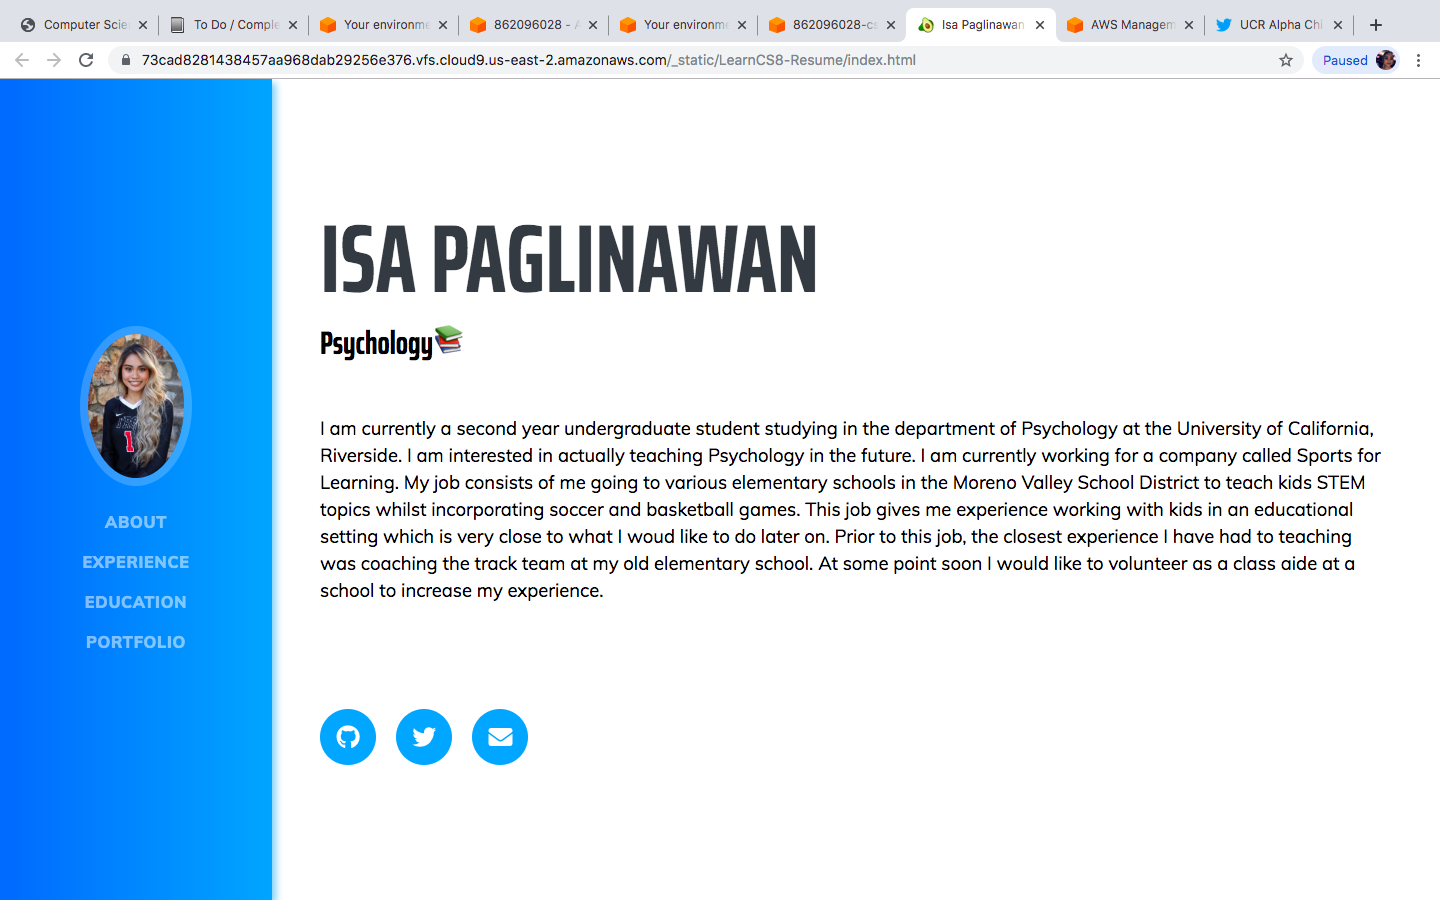 Computer Scie
To Do / Comple
Your environme
862096028 - A
Your environme
862096028-cs
Isa Paglinawan
AWS Managem
UCR Alpha Chi
73cad8281438457aa968dab29256e376.vfs.cloud9.us-east-2.amazonaws.com/_static/LearnCS8-Resume/index.html
Paused
ISA PAGLINAWAN
Psychology
I am currently a second year undergraduate student studying in the department of Psychology at the University of California,
Riverside. I am interested in actually teaching Psychology in the future. I am currently working for a company called Sports for
Learning. My job consists of me going to various elementary schools in the Moreno Valley School District to teach kids STEM
topics whilst incorporating soccer and basketball games. This job gives me experience working with kids in an educational
setting which is very close to what I woud like to do later on. Prior to this job, the closest experience I have had to teaching
was coaching the track team at my old elementary school. At some point soon I would like to volunteer as a class aide at a
school to increase my experience.
1
ABOUT
EXPERIENCE
EDUCATION
PORTFOLIO